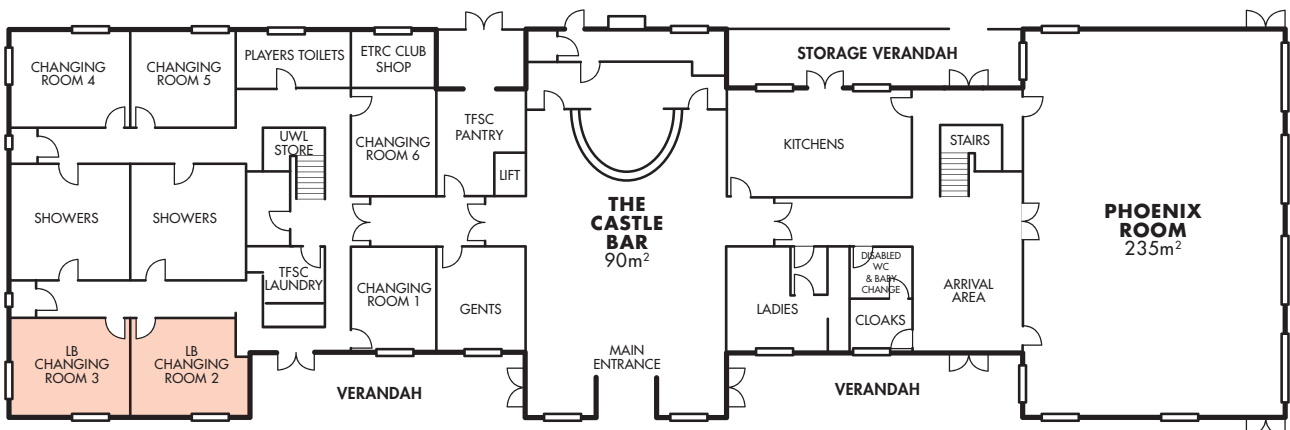 CHANGING
ROOM 4
CHANGING
ROOM 5
PLAYERS TOILETS
ETRC CLUB
SHOP
STORAGE VERANDAH
UWL
STORE
CHANGING
ROOM 6
TFSC
PANTRY
LIFT
KITCHENS
STAIRS
SHOWERS
SHOWERS
THE
CASTLE
BAR
90m²
PHOENIX
ROOM
235m²
TFSC
LAUNDRY
CHANGING
ROOM 1
GENTS
LADIES
DISABLED
WC
& BABY
CHANGE
CLOAKS
ARRIVAL
AREA
LB
CHANGING
ROOM 3
LB
CHANGING
ROOM 2
VERANDAH
MAIN
ENTRANCE
VERANDAH